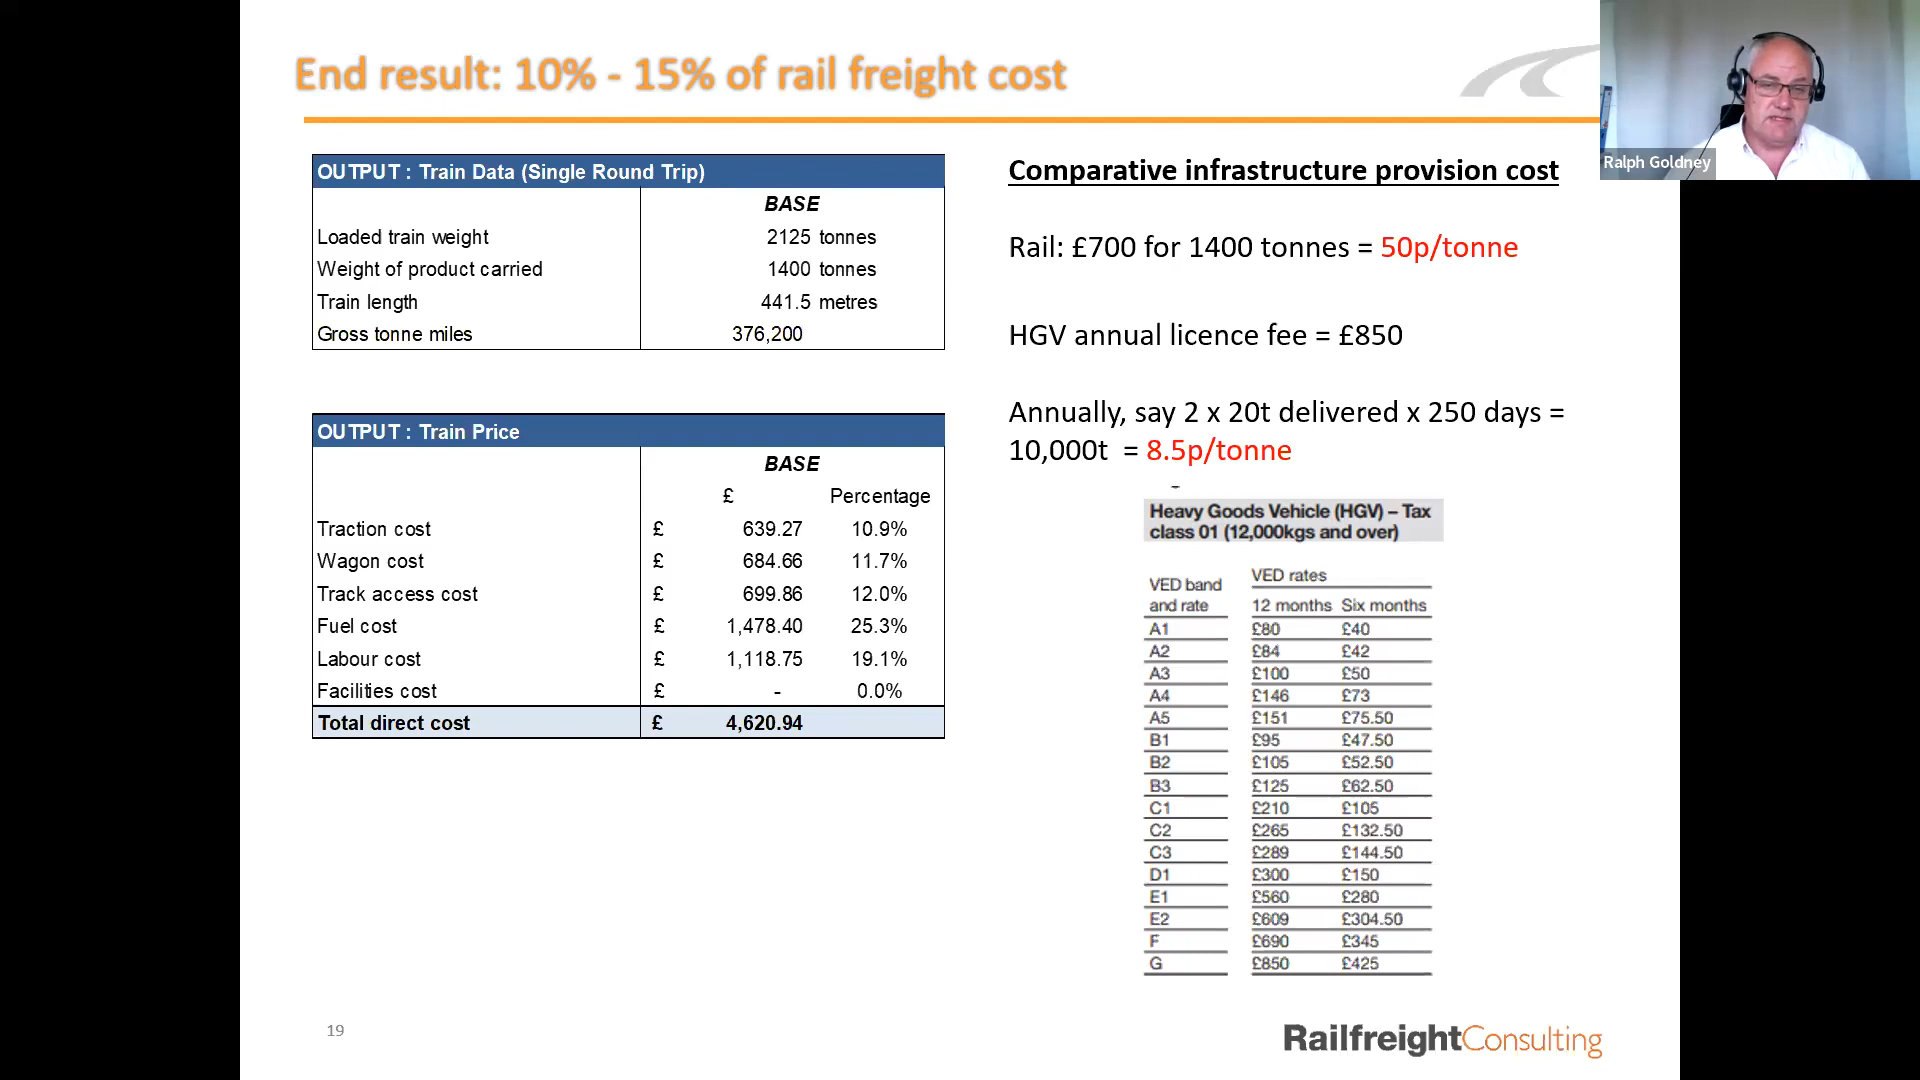 End result: 10% - 15% of rail freight cost
Ralph Goldney
OUTPUT : Train Data (Single Round Trip)
BASE
Loaded train weight 2125 tonnes
Weight of product carried 1400 tonnes
Train length 441.5 metres
Gross tonne miles 376,200
OUTPUT : Train Price
BASE
£ Percentage
Traction cost £ 639.27 10.9%
Wagon cost £ 684.66 11.7%
Track access cost £ 699.86 12.0%
Fuel cost £ 1,478.40 25.3%
Labour cost £ 1,118.75 19.1%
Facilities cost £ - 0.0%
Total direct cost £ 4,620.94
Comparative infrastructure provision cost
Rail: £700 for 1400 tonnes = 50p/tonne
HGV annual licence fee = £850
Annually, say 2 x 20t delivered x 250 days =
10,000t = 8.5p/tonne
Heavy Goods Vehicle (HGV) – Tax
class 01 (12,000kgs and over)
VED band
and rate
VED rates
12 months Six months
A1 £80 £40
A2 £84 £42
A3 £100 £50
A4 £146 £73
A5 £151 £75.50
B1 £95 £47.50
B2 £105 £52.50
B3 £125 £62.50
C1 £210 £105
C2 £265 £132.50
C3 £289 £144.50
D1 £300 £150
E1 £560 £280
E2 £609 £304.50
F £690 £345
G £850 £425
19
RailfreightConsulting